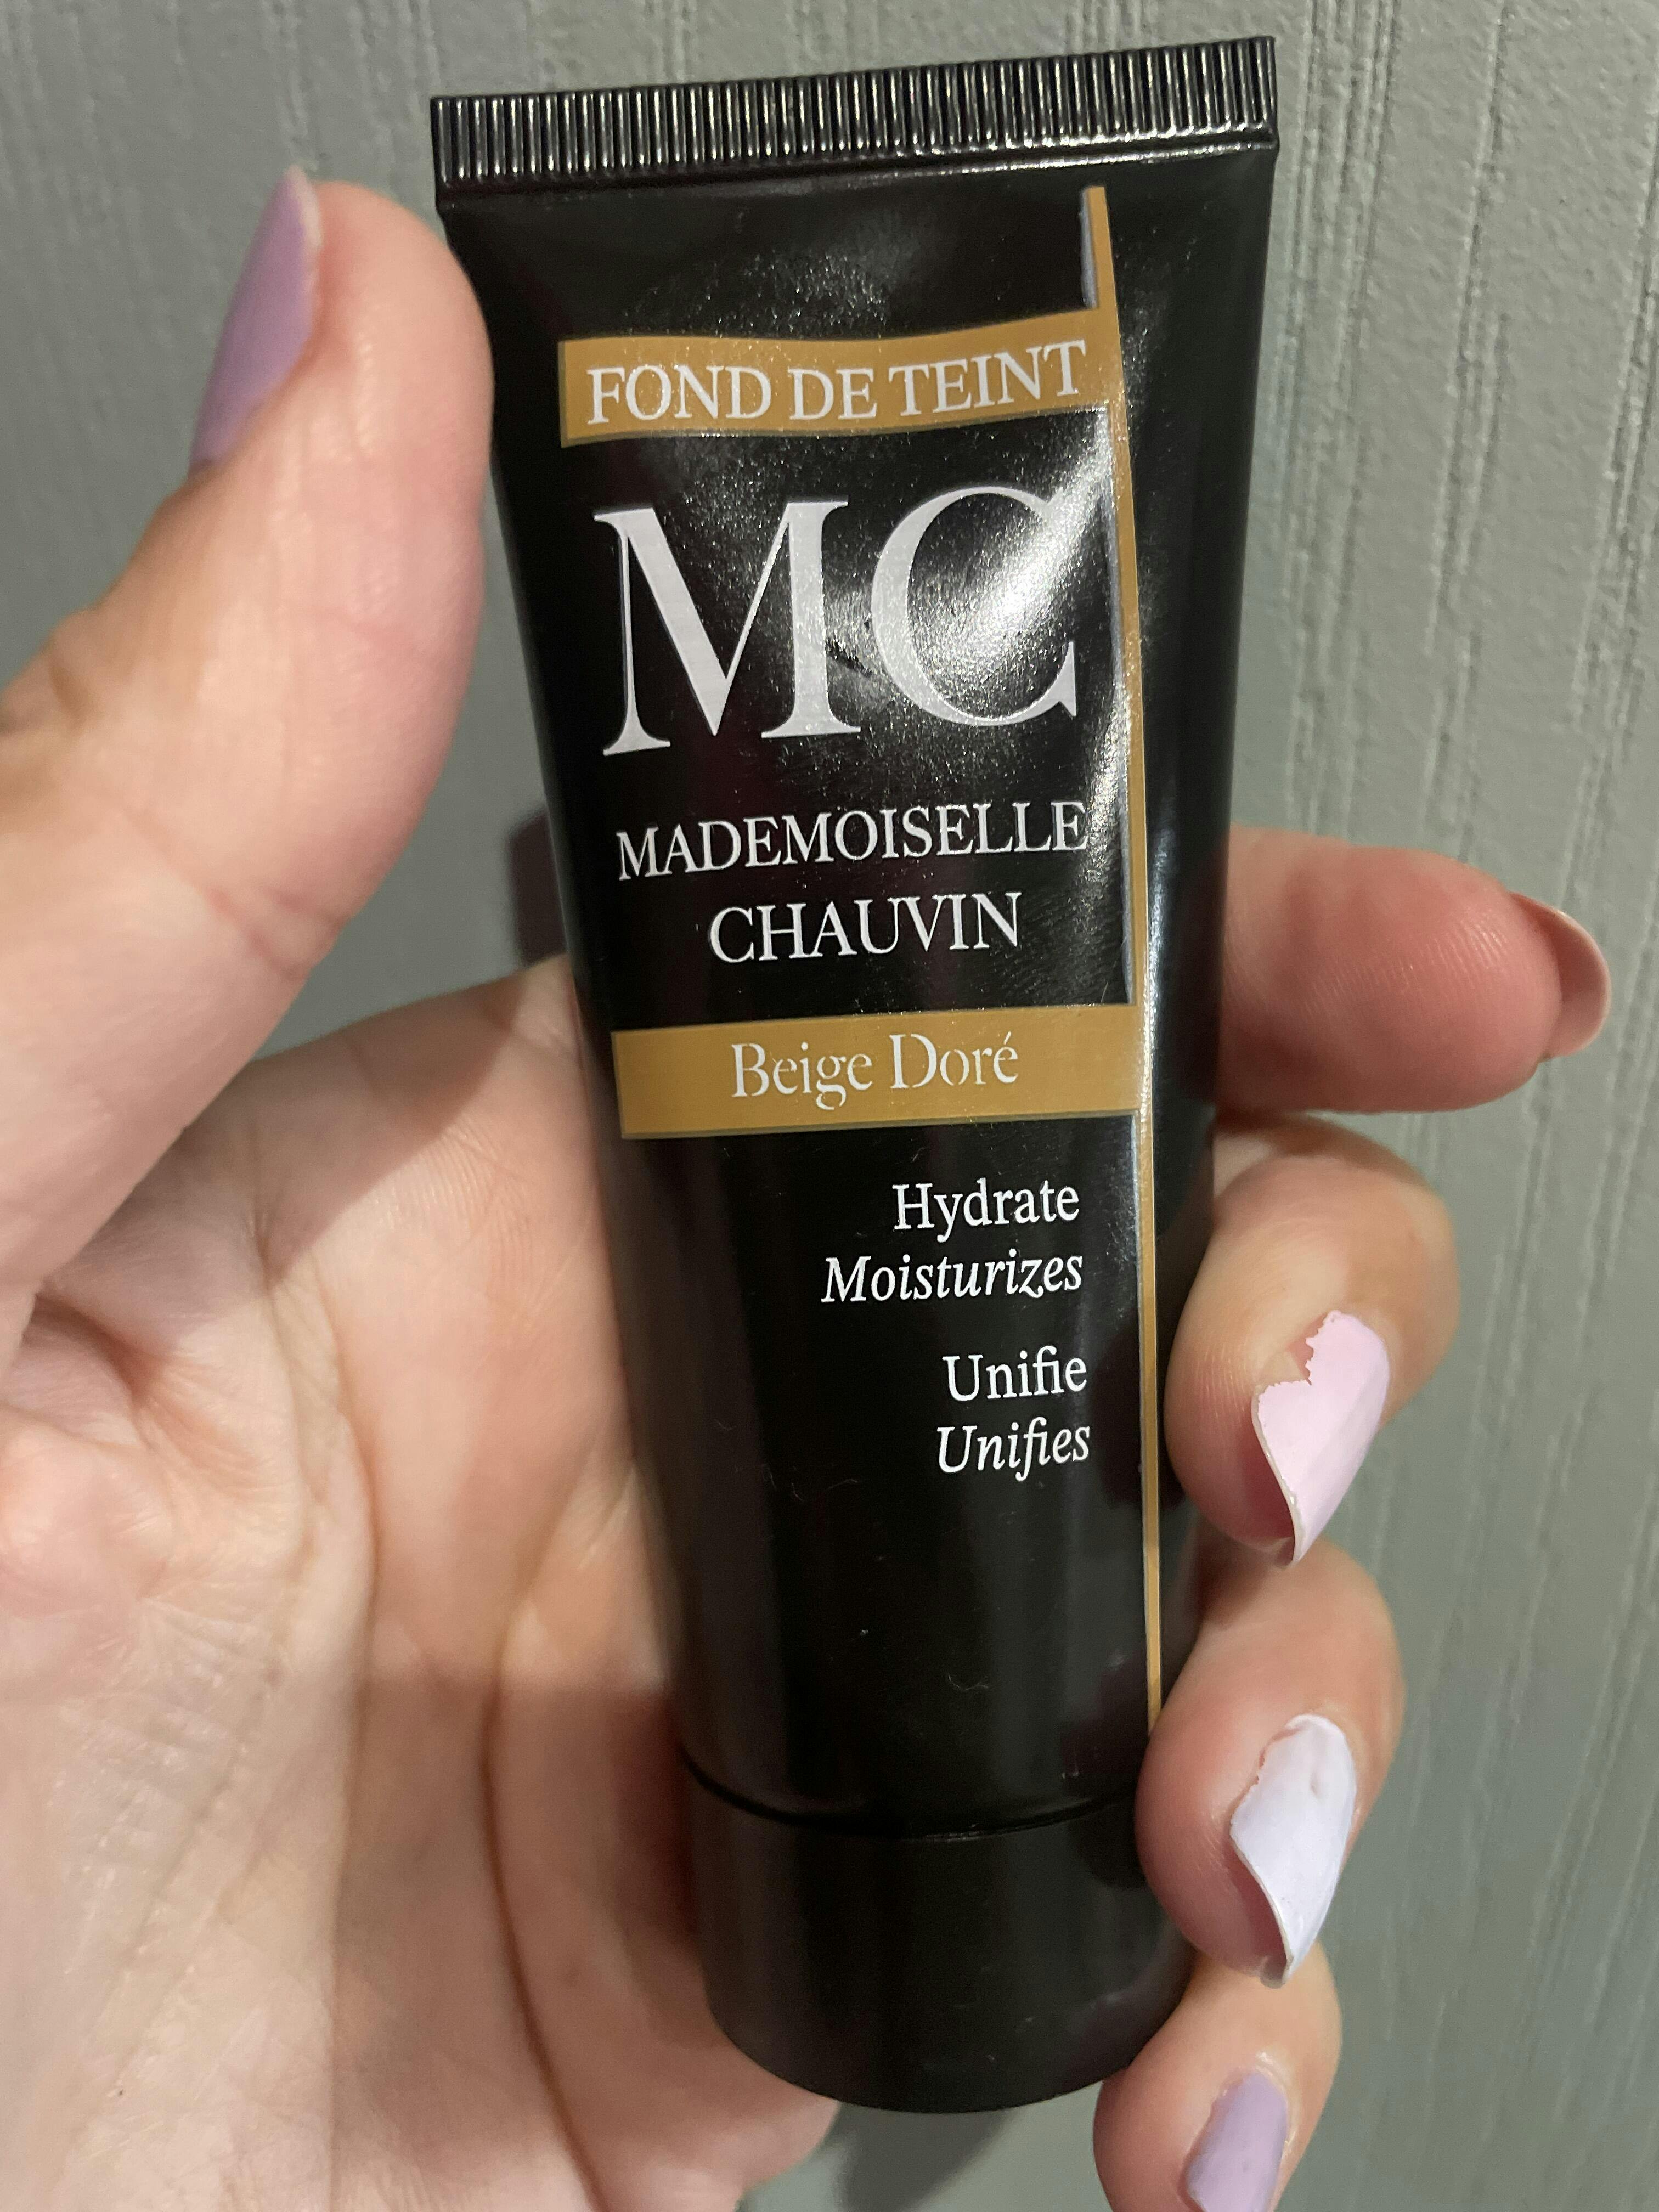 FOND DE TEINT
MC
MADEMOISELLE
CHAUVIN
Beige Doré
Hydrate
Moisturizes
Unifie
Unifies